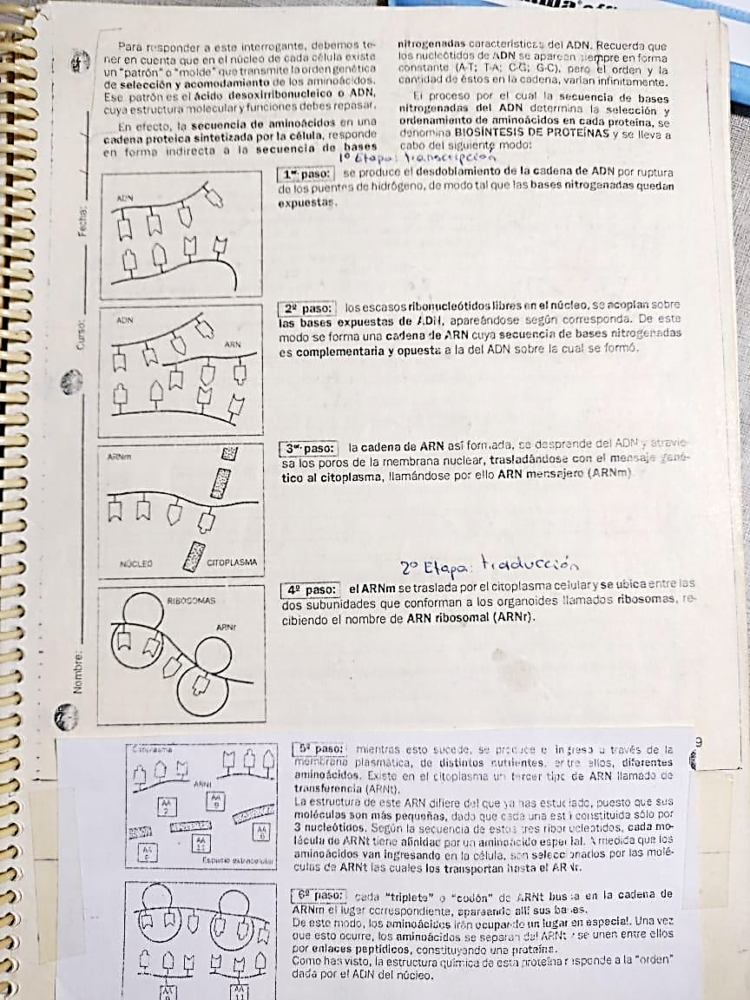 Para responder a este interrogante, debemos te-
ner en cuenta que en el núcleo de cada célula existe
un "patrón" o "molde" que transmite la orden genética
de selección y acomodamiento de los aminoácidos.
Ese patrón es el ácido desoxirribonucleico o ADN,
cuya estructura molecular y funciones debes repasar.
En efecto, la secuencia de aminoácidos en una
cadena proteica sintetizada por la célula, responde
en forma indirecta a la secuencia de bases
nitrogenadas características del ADN. Recuerda que
los nucleótidos de ADN se aparean siempre en forma
constante (A-T; T-A; C-G; G-C), pero el orden y la
cantidad de éstos en la cadena, varían infinitamente.
El proceso por el cual la secuencia de bases
nitrogenadas del ADN determina la selección y
ordenamiento de aminoácidos en cada proteína, se
denomina BIOSÍNTESIS DE PROTEÍNAS y se lleva a
cabo del siguiente modo:
1º Etapa: transcripción
1er paso: se produce el desdoblamiento de la cadena de ADN por ruptura
de los puentes de hidrógeno, de modo tal que las bases nitrogenadas quedan
expuestas.
ADN
Fecha:
2º paso: los escasos ribonucleótidos libres en el núcleo, se acoplan sobre
las bases expuestas de ADN, apareándose según corresponda. De este
modo se forma una cadena de ARN cuya secuencia de bases nitrogenadas
es complementaria y opuesta a la del ADN sobre la cual se formó.
ADN
ARN
Curso:
3er paso: la cadena de ARN así formada, se desprende del ADN y atravie-
sa los poros de la membrana nuclear, trasladándose con el mensaje gené-
tico al citoplasma, llamándose por ello ARN mensajero (ARNm)
ARNm
NÚCLEO
CITOPLASMA
2º Etapa: traducción
4º paso: el ARNm se traslada por el citoplasma celular y se ubica entre las
dos subunidades que conforman a los organoides llamados ribosomas, re-
cibiendo el nombre de ARN ribosomal (ARNr).
RIBOSOMAS
ARNr
Nombre:
9
5º paso: mientras esto sucede, se produce el ingreso a través de la
membrana plasmática, de distintos nutrientes, entre ellos, diferentes
aminoácidos. Existe en el citoplasma un tercer tipo de ARN llamado de
transferencia (ARNt).
La estructura de este ARN difiere del que ya has estudiado, puesto que sus
moléculas son más pequeñas, dado que cada una está constituida sólo por
3 nucleótidos. Según la secuencia de estos tres ribonucleótidos, cada mo-
lécula de ARNt tiene afinidad por un aminoácido especial. A medida que los
aminoácidos van ingresando en la célula, son seleccionados por las molé-
culas de ARNt las cuales los transportan hasta el ARNr.
Citoplasma
ARNt
AA
2
AA
9
AA
6
AA
11
AA
Espacio extracelular
6º paso: cada "triplete" o "codón" de ARNt busca en la cadena de
ARNm el lugar correspondiente, apareando allí sus bases.
De este modo, los aminoácidos irán ocupando un lugar en especial. Una vez
que esto ocurre, los aminoácidos se separan del ARNt y se unen entre ellos
por enlaces peptídicos, constituyendo una proteína.
Como has visto, la estructura química de esta proteína responde a la "orden"
dada por el ADN del núcleo.
AA
9
AA
11